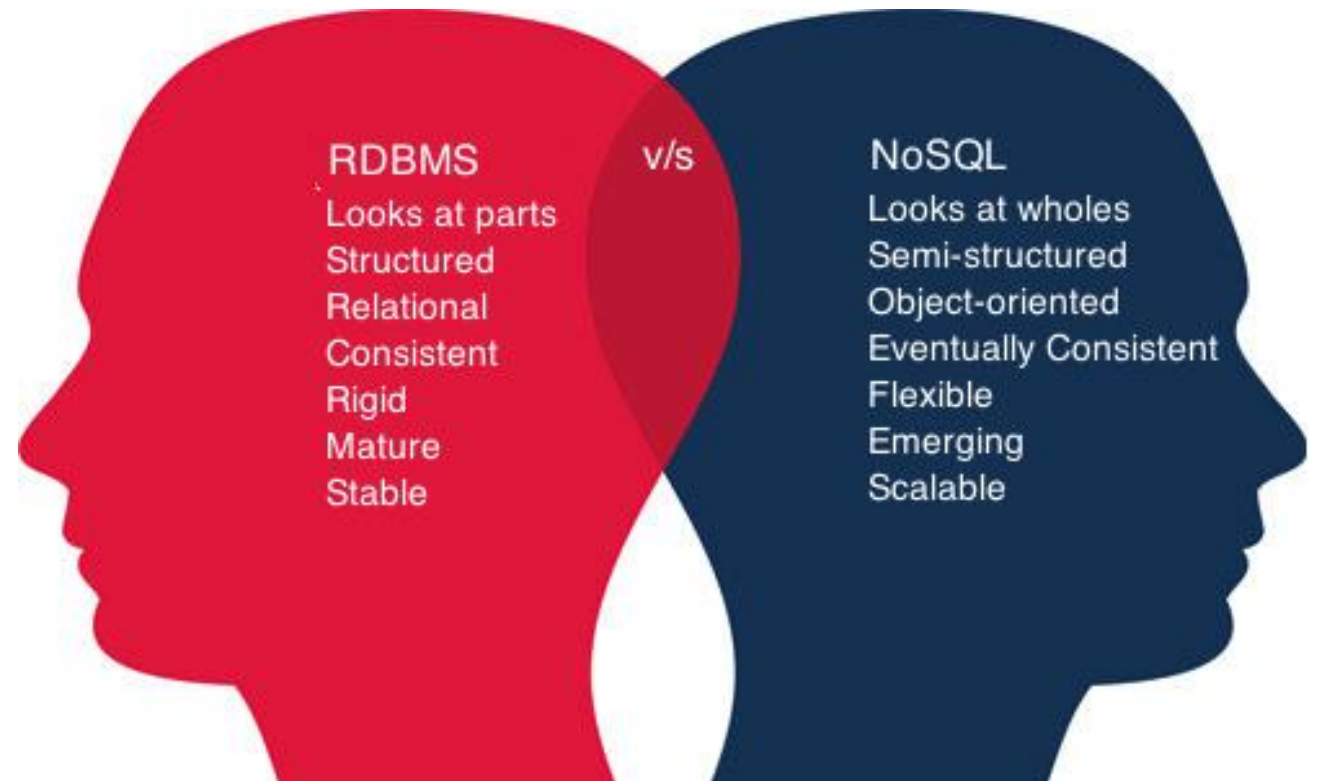 RDBMS
Looks at parts
Structured
Relational
Consistent
Rigid
Mature
Stable
v/s
NoSQL
Looks at wholes
Semi-structured
Object-oriented
Eventually Consistent
Flexible
Emerging
Scalable